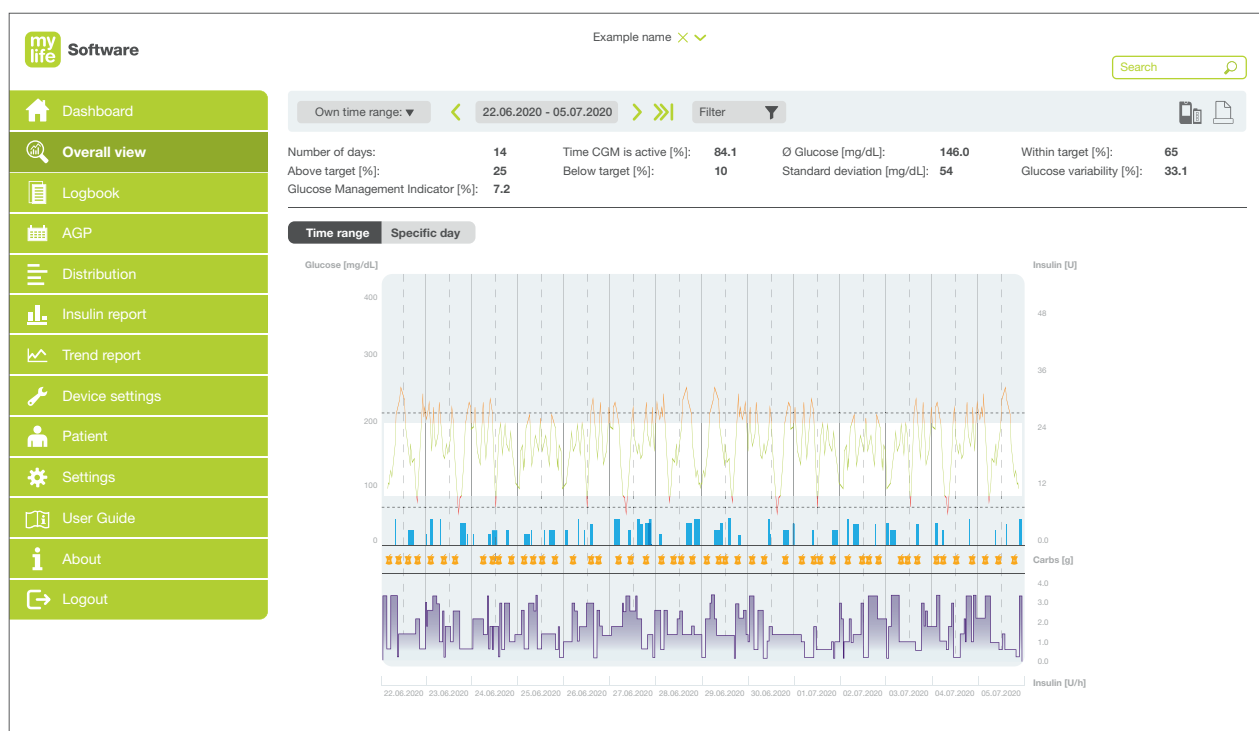 my
life
Software
Example name
Search
Dashboard
Overall view
Logbook
AGP
Distribution
Insulin report
Trend report
Device settings
Patient
Settings
User Guide
About
Logout
Own time range: ▼ 22.06.2020 - 05.07.2020 Filter
Number of days: 14 Time CGM is active [%]: 84.1 Ø Glucose [mg/dL]: 146.0 Within target [%]: 65
Above target [%]: 25 Below target [%]: 10 Standard deviation [mg/dL]: 54 Glucose variability [%]: 33.1
Glucose Management Indicator [%]: 7.2
Time range Specific day
Glucose [mg/dL] Insulin [U]
400
48
300
36
200
24
100
12
0 0.0
Carbs [g]
4.0
3.0
2.0
1.0
0.0
Insulin [U/h]
22.06.2020 23.06.2020 24.06.2020 25.06.2020 26.06.2020 27.06.2020 28.06.2020 29.06.2020 30.06.2020 01.07.2020 02.07.2020 03.07.2020 04.07.2020 05.07.2020